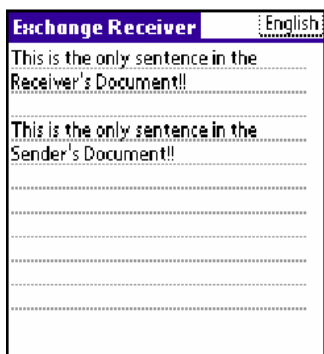 Exchange Receiver
English
This is the only sentence in the
Receiver's Document!!
This is the only sentence in the
Sender's Document!!